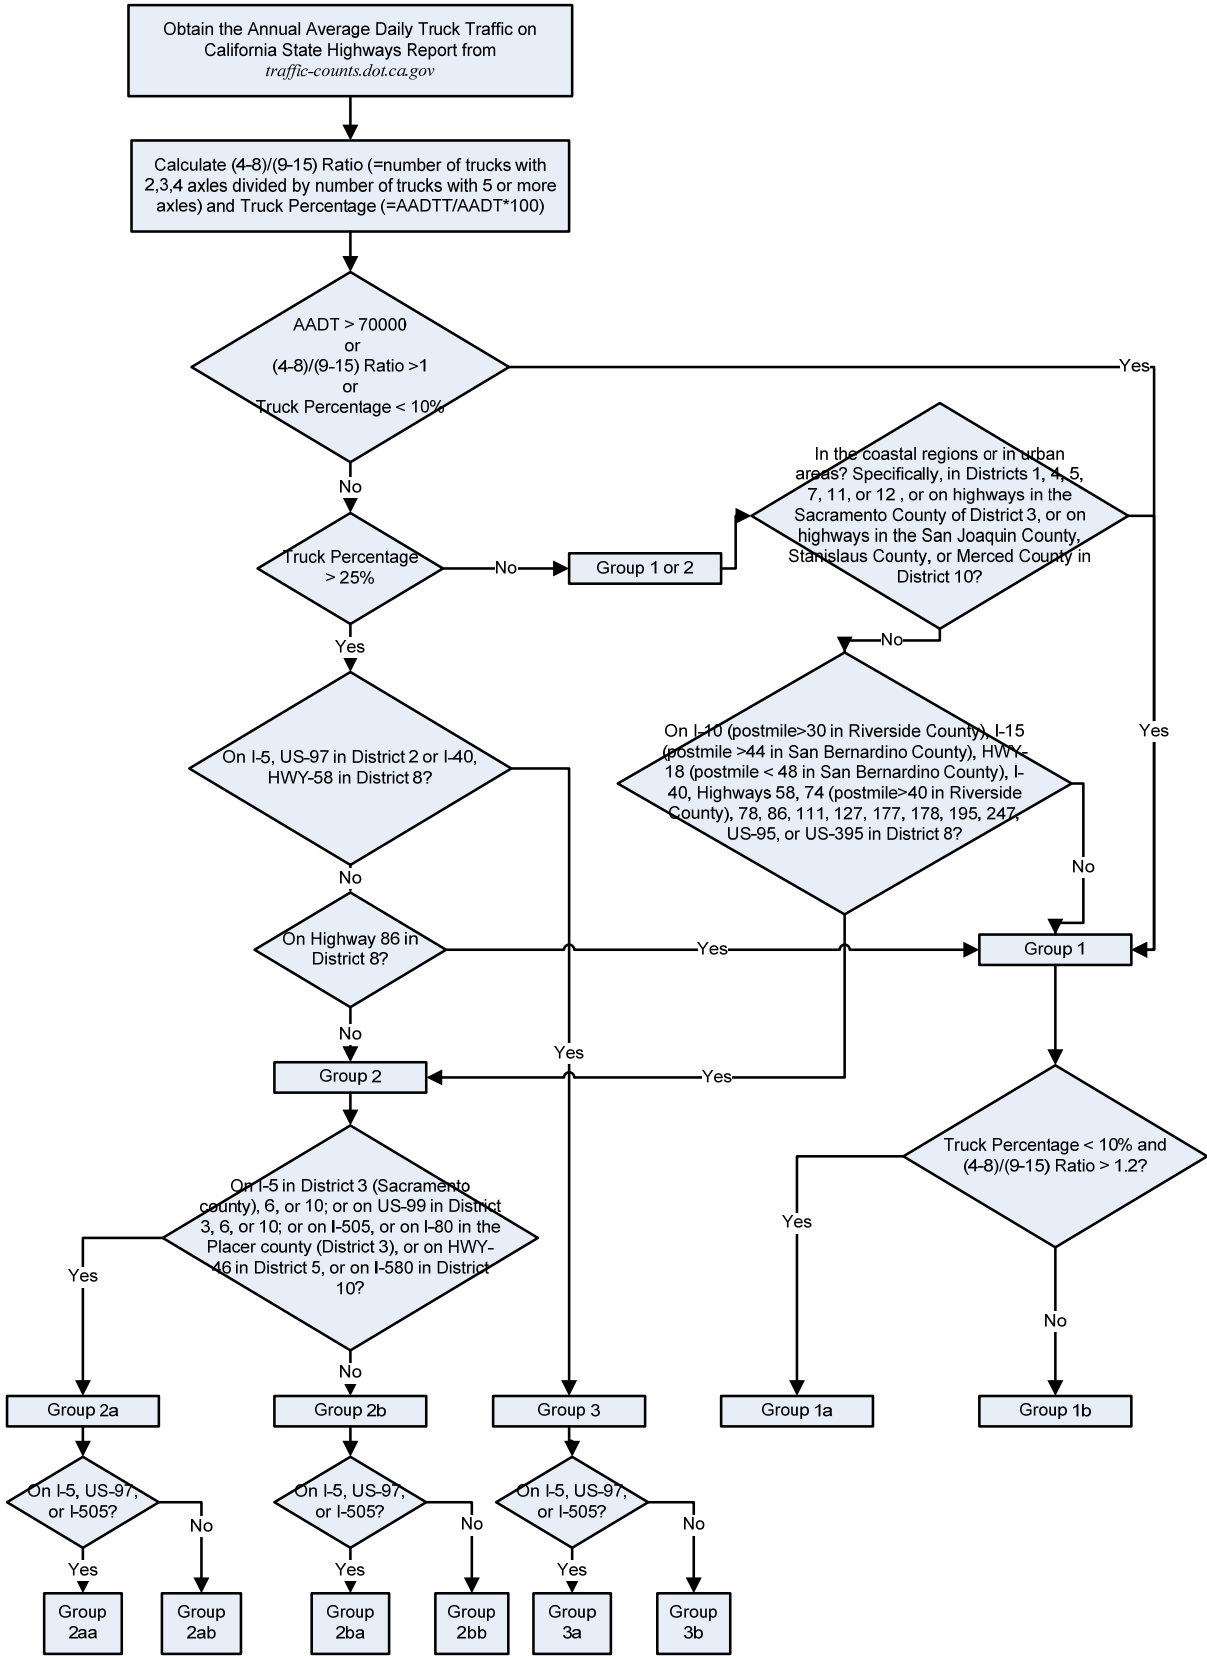 Obtain the Annual Average Daily Truck Traffic on
California State Highways Report from
traffic-counts.dot.ca.gov
Calculate (4-8)/(9-15) Ratio (=number of trucks with
2,3,4 axles divided by number of trucks with 5 or more
axles) and Truck Percentage (=AADTT/AADT*100)
AADT > 70000
or
(4-8)/(9-15) Ratio >1
or
Truck Percentage < 10%
Yes
No
In the coastal regions or in urban
areas? Specifically, in Districts 1, 4, 5,
7, 11, or 12 , or on highways in the
Sacramento County of District 3, or on
highways in the San Joaquin County,
Stanislaus County, or Merced County in
District 10?
Truck Percentage
> 25%
No
Group 1 or 2
Yes
No
Yes
On I-5, US-97 in District 2 or I-40,
HWY-58 in District 8?
On I-10 (postmile>30 in Riverside County), I-15
(postmile >44 in San Bernardino County), HWY-
18 (postmile < 48 in San Bernardino County), I-
40, Highways 58, 74 (postmile>40 in Riverside
County), 78, 86, 111, 127, 177, 178, 195, 247,
US-95, or US-395 in District 8?
No
No
On Highway 86 in
District 8?
Yes
Group 1
No
Yes
Group 2
Yes
Truck Percentage < 10% and
(4-8)/(9-15) Ratio > 1.2?
On I-5 in District 3 (Sacramento
county), 6, or 10; or on US-99 in District
3, 6, or 10; or on I-505, or on I-80 in the
Placer county (District 3), or on HWY-
46 in District 5, or on I-580 in District
10?
Yes
Yes
No
No
Group 2a
Group 2b
Group 3
Group 1a
Group 1b
On I-5, US-97,
or I-505?
On I-5, US-97,
or I-505?
On I-5, US-97,
or I-505?
No
No
No
Yes
Yes
Yes
Group
2aa
Group
2ab
Group
2ba
Group
2bb
Group
3a
Group
3b